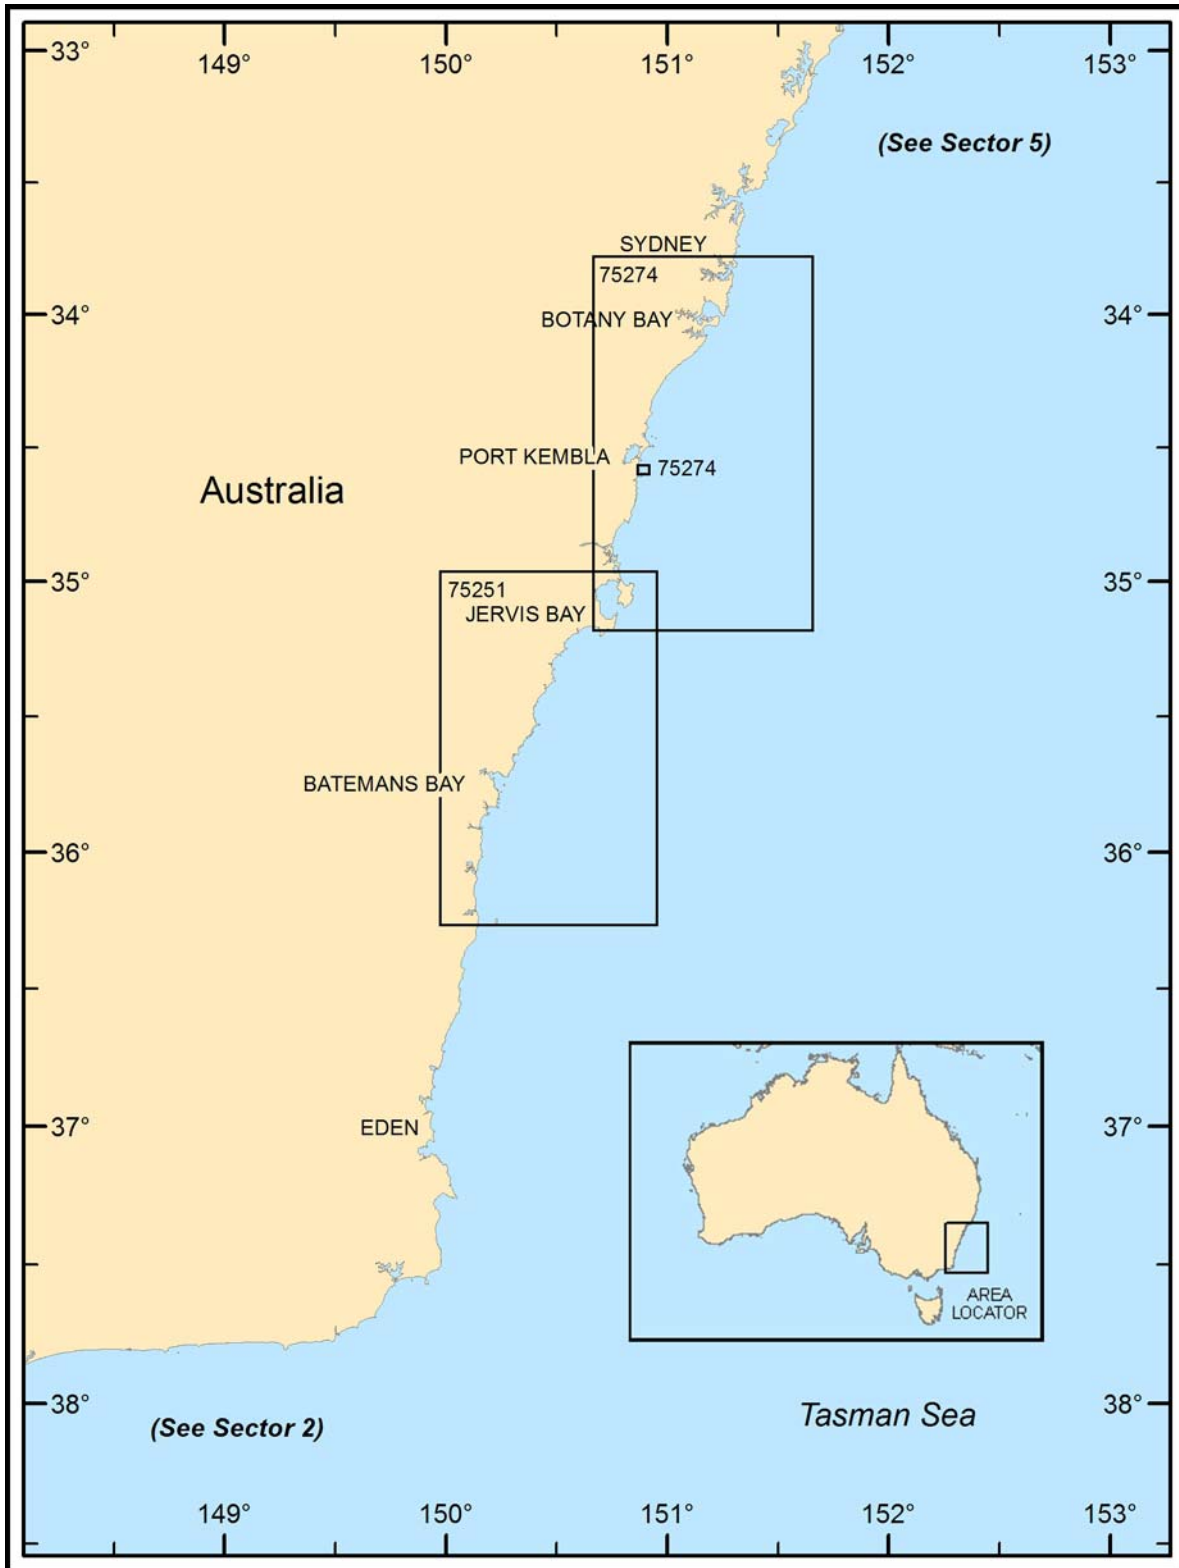 33°
149°
150°
151°
152°
153°
33°
(See Sector 5)
SYDNEY
75274
34°
BOTANY BAY
34°
PORT KEMBLA
75274
Australia
35°
75251
JERVIS BAY
35°
BATEMANS BAY
36°
36°
37°
EDEN
37°
AREA
LOCATOR
38°
(See Sector 2)
Tasman Sea
38°
149°
150°
151°
152°
153°